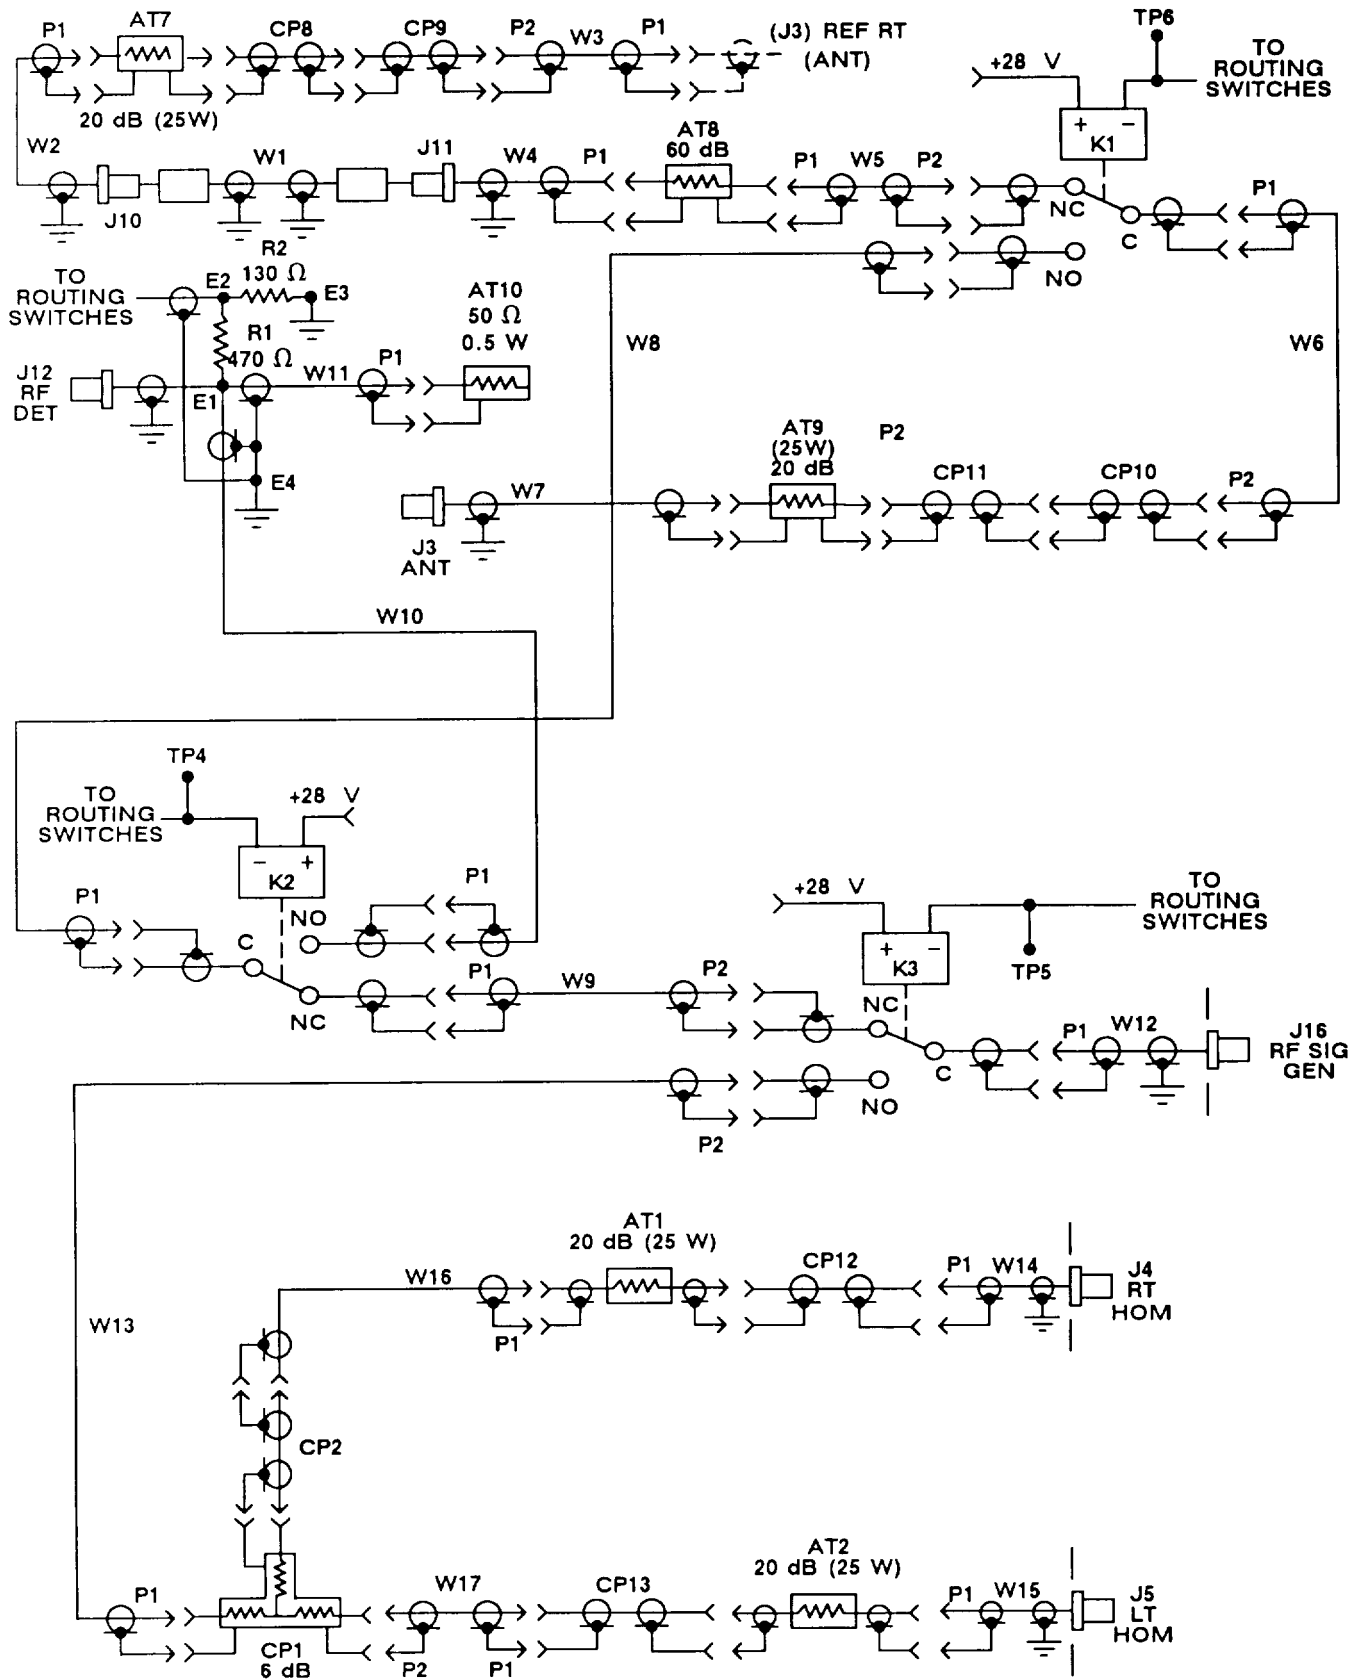 P1
AT7
CP8
CP9
P2
W3
P1
(J3) REF RT
(ANT)
20 dB (25W)
TP6
+28 V
TO
ROUTING
SWITCHES
+ -
K1
W2
J10
W1
J11
W4
P1
AT8
60 dB
P1
W5
P2
NC
C
NO
P1
TO
ROUTING
SWITCHES
E2
R2
130 Ω
E3
R1
470 Ω
AT10
50 Ω
0.5 W
W8
W6
J12
RF
DET
E1
W11
P1
E4
J3
ANT
W7
AT9
(25W)
20 dB
P2
CP11
CP10
P2
W10
TP4
TO
ROUTING
SWITCHES
+28 V
- +
K2
P1
C
NO
NC
P1
P1
W9
P2
+28 V
+ -
K3
TO
ROUTING
SWITCHES
TP5
NC
C
NO
P2
P1
W12
J16
RF SIG
GEN
W13
W16
P1
AT1
20 dB (25 W)
CP12
P1
W14
J4
RT
HOM
CP2
P1
CP1
6 dB
W17
P2
P1
CP13
AT2
20 dB (25 W)
P1
W15
J5
LT
HOM